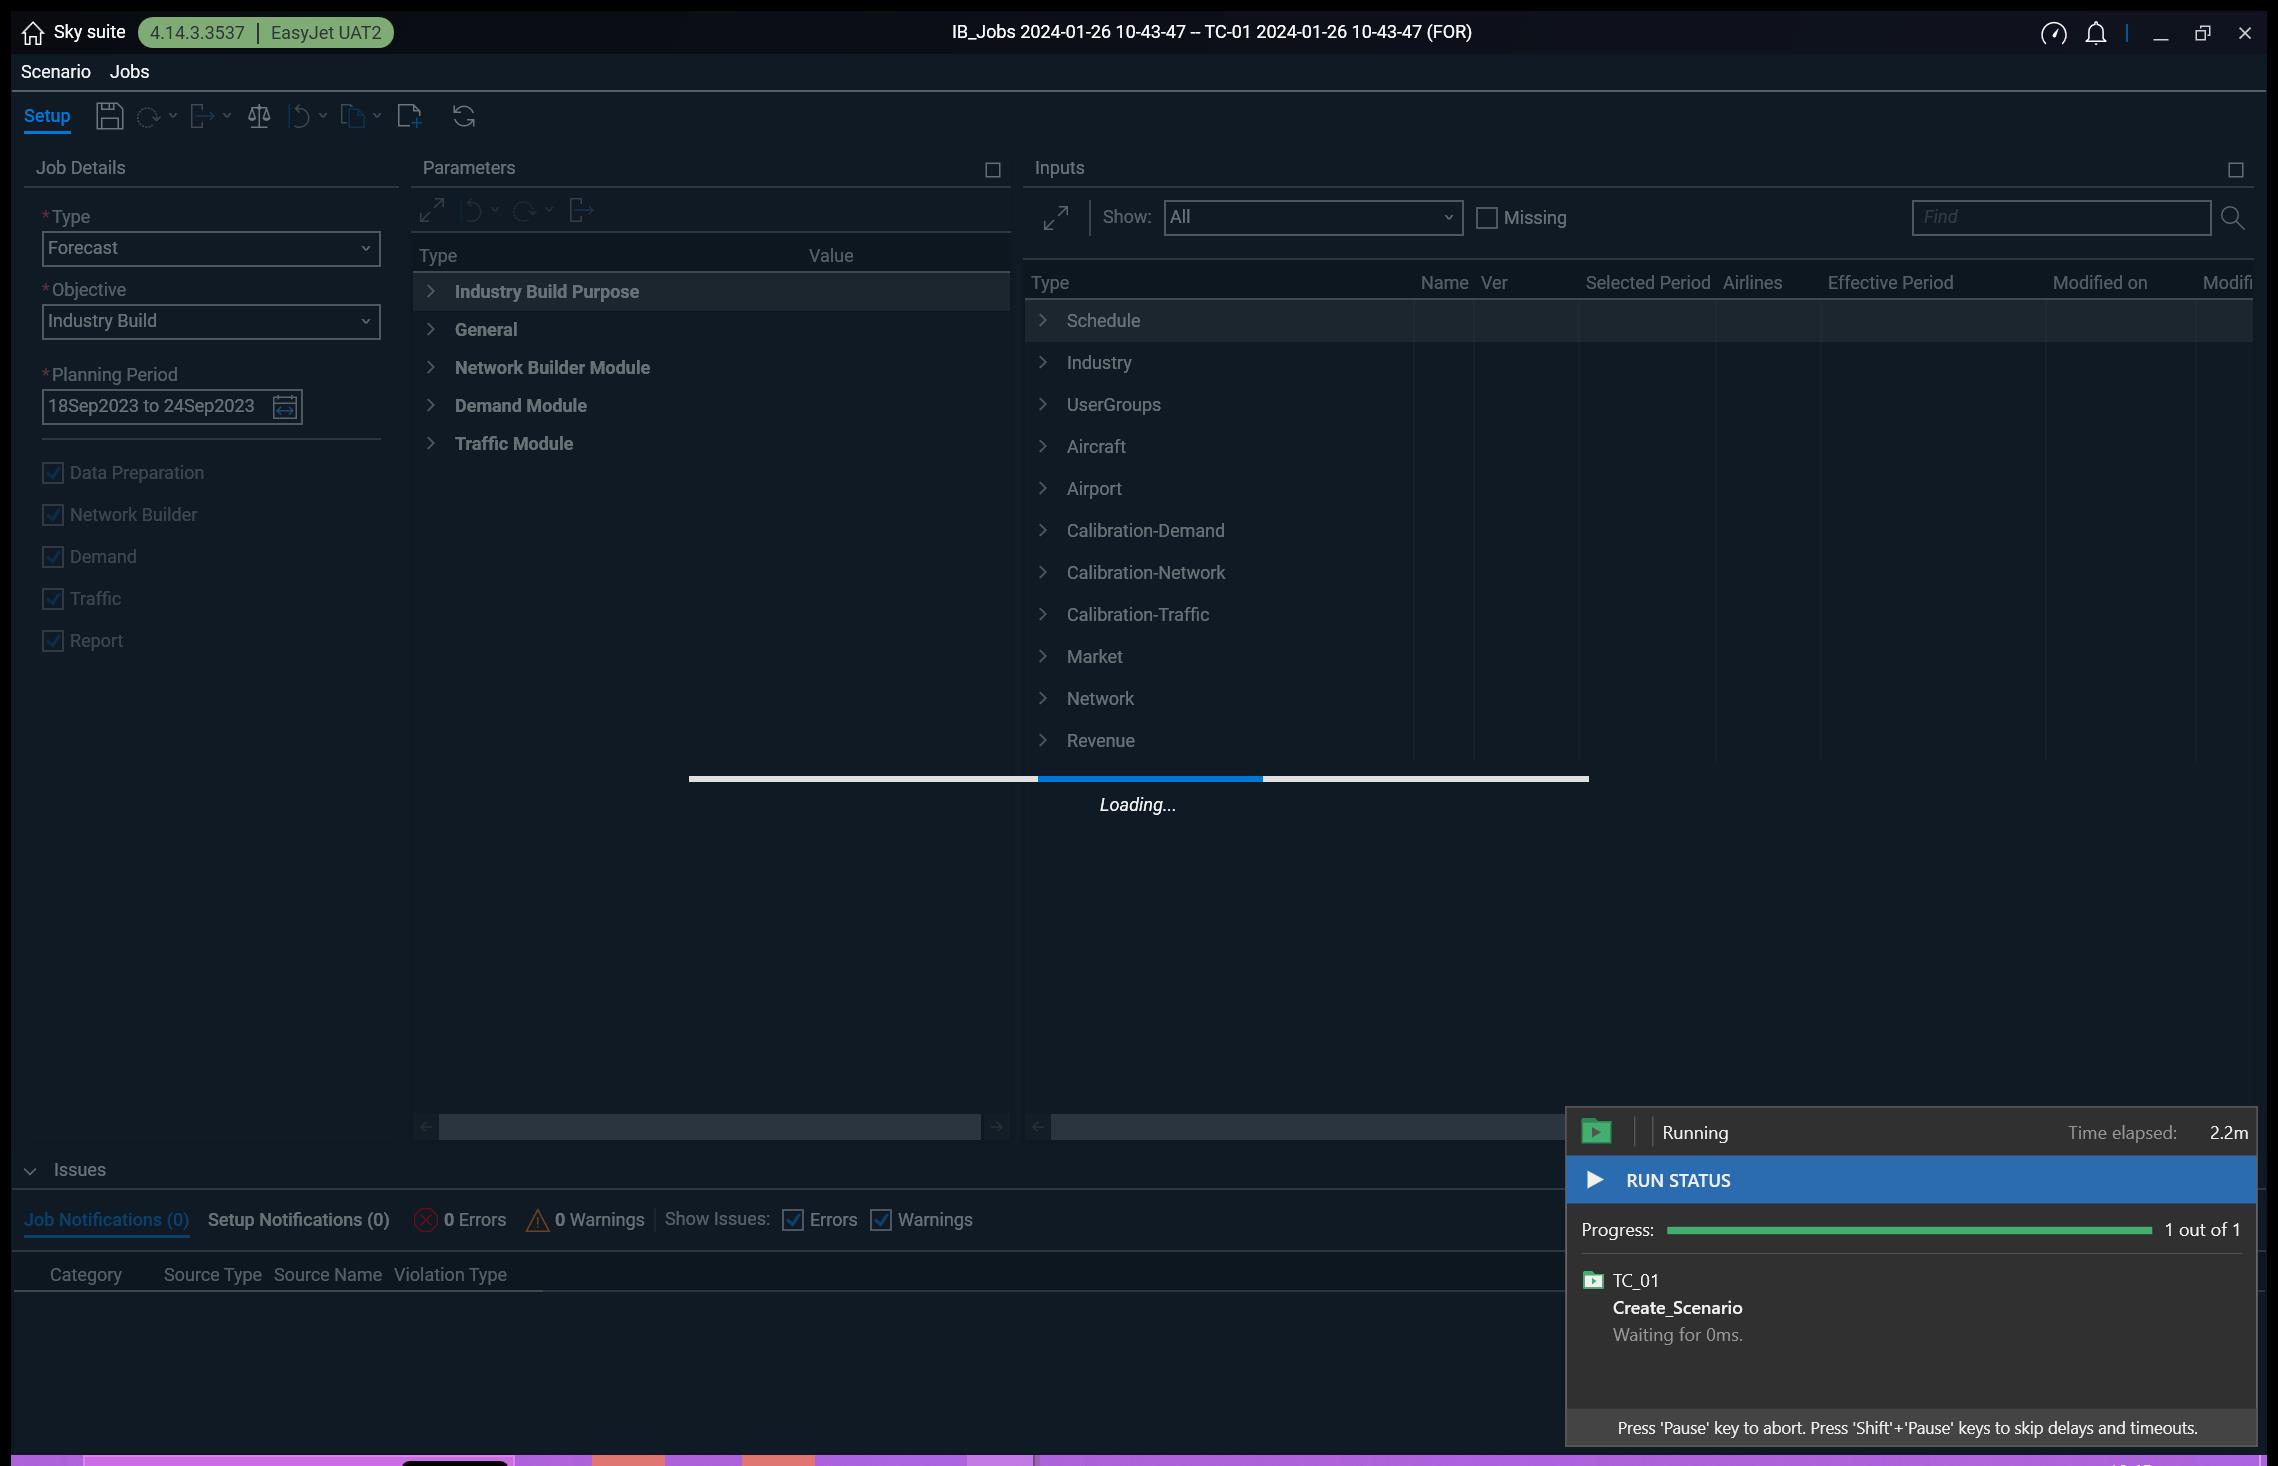 Sky suite 4.14.3.3537 | EasyJet UAT2 IB_Jobs 2024-01-26 10-43-47 -- TC-01 2024-01-26 10-43-47 (FOR)
Scenario Jobs
Setup
Job Details
*Type
Forecast
*Objective
Industry Build
*Planning Period
18Sep2023 to 24Sep2023
Data Preparation
Network Builder
Demand
Traffic
Report
Parameters
Type Value
Industry Build Purpose
General
Network Builder Module
Demand Module
Traffic Module
Inputs
Show: All Missing Find
Type Name Ver Selected Period Airlines Effective Period Modified on Modifi
Schedule
Industry
UserGroups
Aircraft
Airport
Calibration-Demand
Calibration-Network
Calibration-Traffic
Market
Network
Revenue
Loading...
Issues
Job Notifications (0) Setup Notifications (0) 0 Errors 0 Warnings Show Issues: Errors Warnings
Category Source Type Source Name Violation Type
Running Time elapsed: 2.2m
RUN STATUS
Progress: 1 out of 1
TC_01
Create_Scenario
Waiting for 0ms.
Press 'Pause' key to abort. Press 'Shift'+'Pause' keys to skip delays and timeouts.